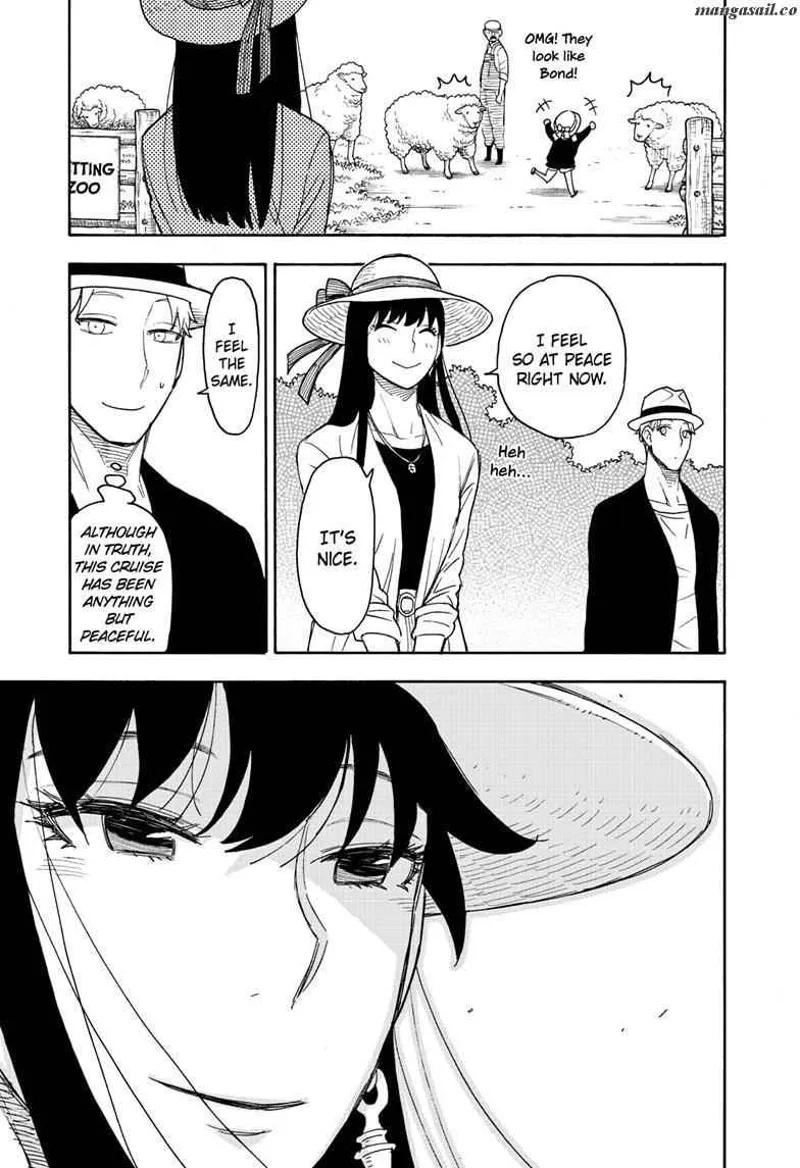 mangasail.co
OMG! They
look like
Bond!
TTING
ZOO
I FEEL
SO AT PEACE
RIGHT NOW.
Heh
heh...
IT'S
NICE.
I
FEEL
THE
SAME.
ALTHOUGH
IN TRUTH,
THIS CRUISE
HAS BEEN
ANYTHING
BUT
PEACEFUL.